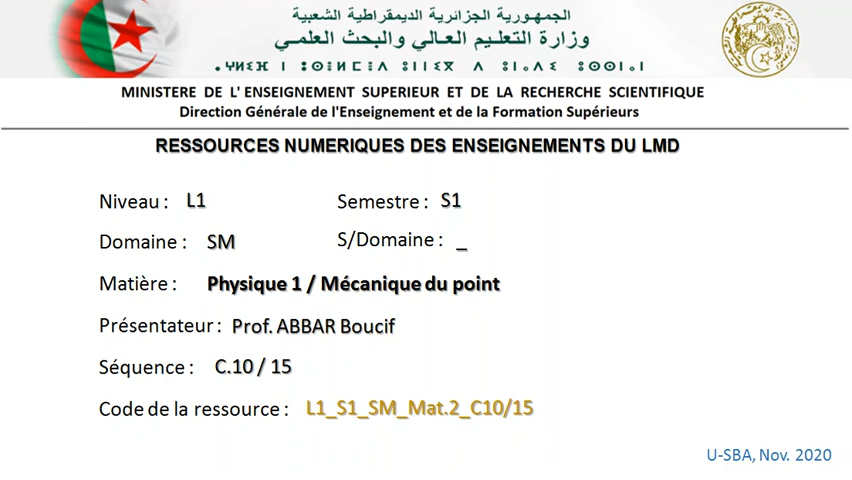 الجمهورية الجزائرية الديمقراطية الشعبية
وزارة التعليم العالي والبحث العلمي
MINISTERE DE L' ENSEIGNEMENT SUPERIEUR ET DE LA RECHERCHE SCIENTIFIQUE
Direction Générale de l'Enseignement et de la Formation Supérieurs
RESSOURCES NUMERIQUES DES ENSEIGNEMENTS DU LMD
Niveau : L1 Semestre : S1
Domaine : SM S/Domaine : _
Matière : Physique 1 / Mécanique du point
Présentateur : Prof. ABBAR Boucif
Séquence : C.10 / 15
Code de la ressource : L1_S1_SM_Mat.2_C10/15
U-SBA, Nov. 2020